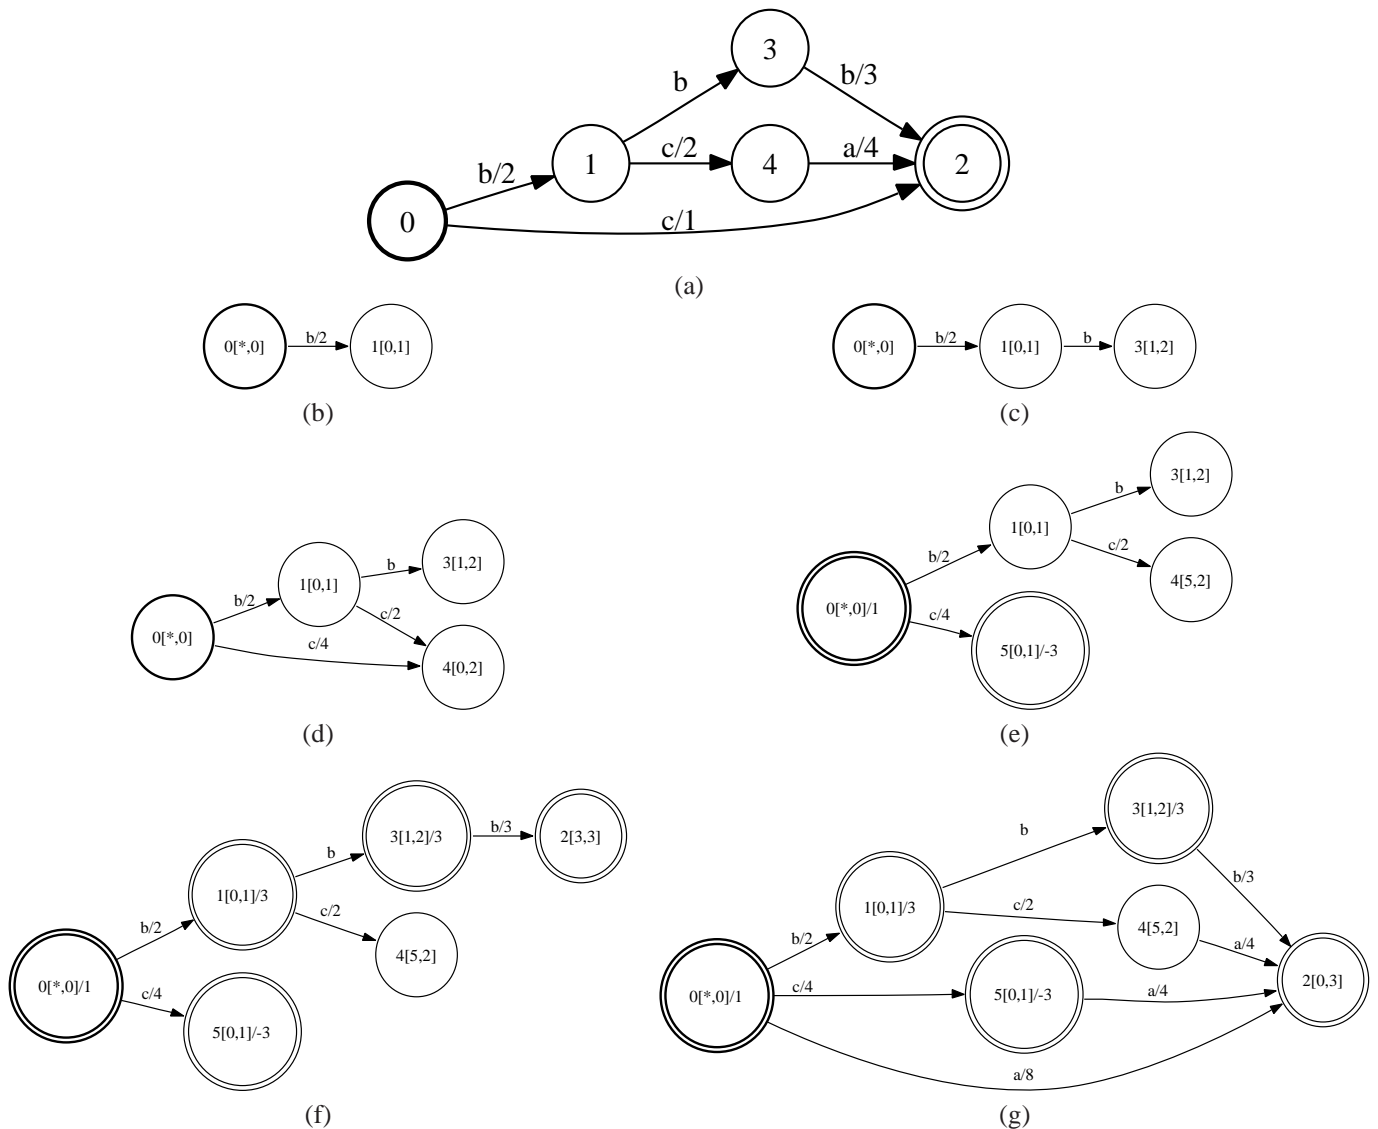 3
b
b/3
1
c/2
4
a/4
2
b/2
0
c/1
(a)
0[*,0]
b/2
1[0,1]
0[*,0]
b/2
1[0,1]
b
3[1,2]
(b)
(c)
0[*,0]
b/2
1[0,1]
b
3[1,2]
c/2
c/4
4[0,2]
0[*,0]/1
b/2
1[0,1]
b
3[1,2]
c/2
4[5,2]
c/4
5[0,1]/-3
(d)
(e)
0[*,0]/1
b/2
1[0,1]/3
b
3[1,2]/3
b/3
2[3,3]
c/2
4[5,2]
c/4
5[0,1]/-3
0[*,0]/1
b/2
1[0,1]/3
b
3[1,2]/3
b/3
c/2
4[5,2]
a/4
2[0,3]
c/4
5[0,1]/-3
a/4
a/8
(f)
(g)